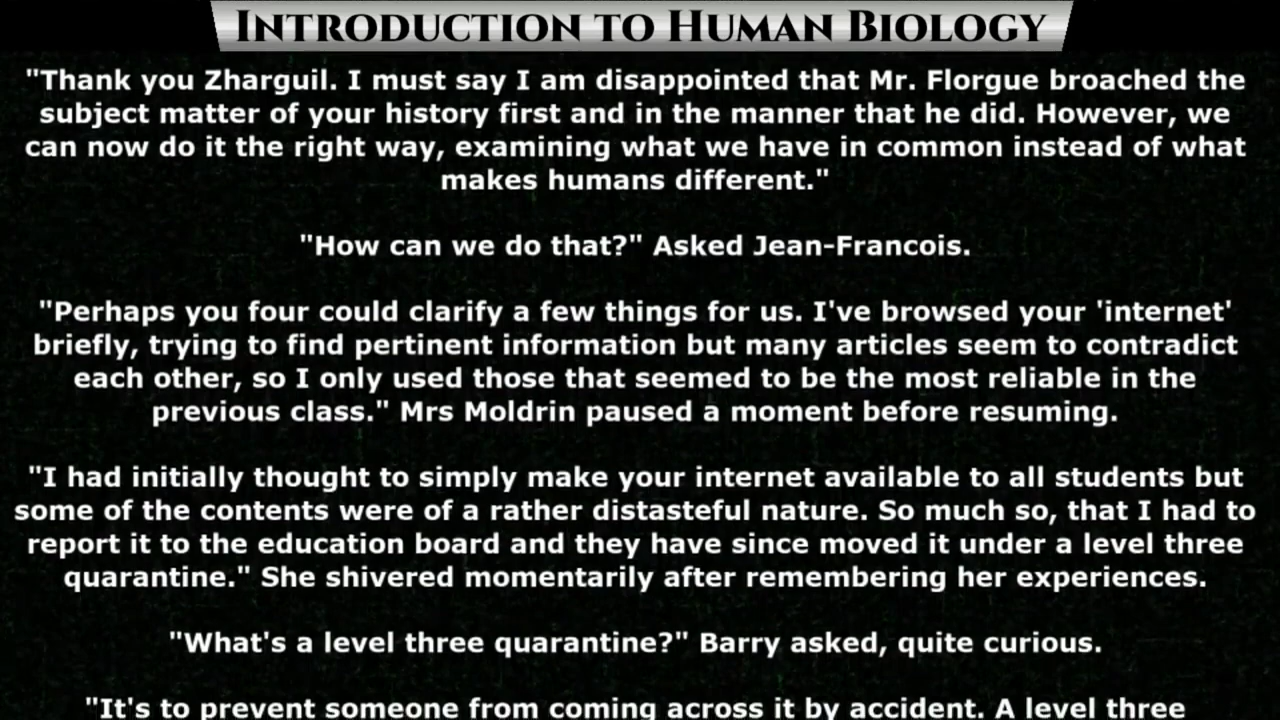 Introduction to Human Biology
"Thank you Zharguil. I must say I am disappointed that Mr. Florgue broached the
subject matter of your history first and in the manner that he did. However, we
can now do it the right way, examining what we have in common instead of what
makes humans different."
"How can we do that?" Asked Jean-Francois.
"Perhaps you four could clarify a few things for us. I've browsed your 'internet'
briefly, trying to find pertinent information but many articles seem to contradict
each other, so I only used those that seemed to be the most reliable in the
previous class." Mrs Moldrin paused a moment before resuming.
"I had initially thought to simply make your internet available to all students but
some of the contents were of a rather distasteful nature. So much so, that I had to
report it to the education board and they have since moved it under a level three
quarantine." She shivered momentarily after remembering her experiences.
"What's a level three quarantine?" Barry asked, quite curious.
"It's to prevent someone from coming across it by accident. A level three